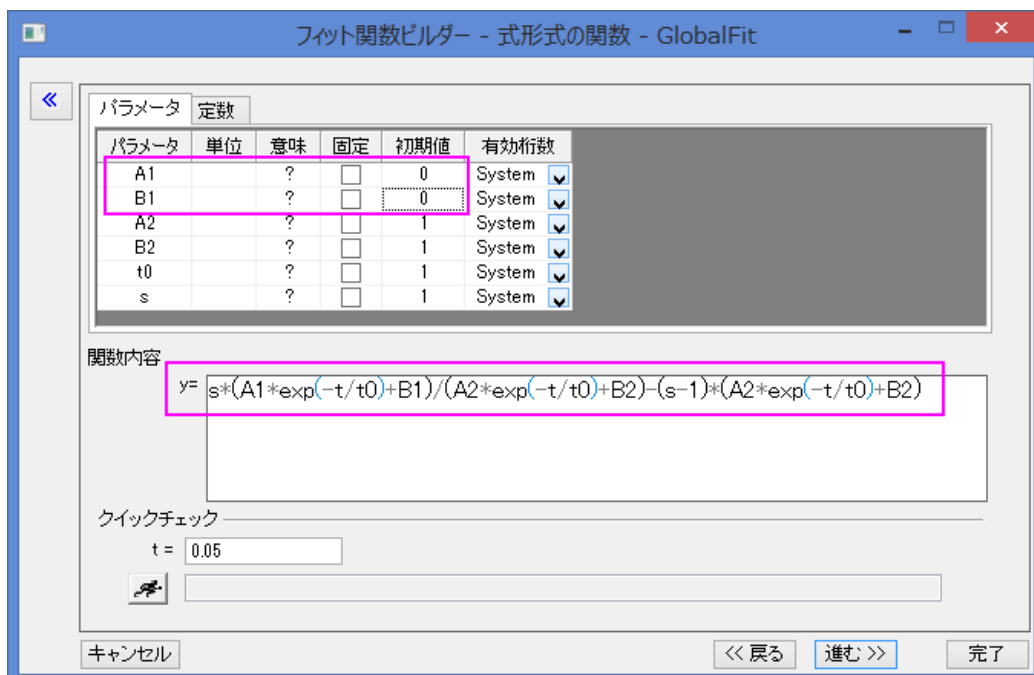 フィット関数ビルダー - 式形式の関数 - GlobalFit
パラメータ 定数
パラメータ 単位 意味 固定 初期値 有効桁数
A1 ? 0 System
B1 ? 0 System
A2 ? 1 System
B2 ? 1 System
t0 ? 1 System
s ? 1 System
関数内容
y= s*(A1*exp(-t/t0)+B1)/(A2*exp(-t/t0)+B2)-(s-1)*(A2*exp(-t/t0)+B2)
クイックチェック
t = 0.05
キャンセル << 戻る 進む >> 完了